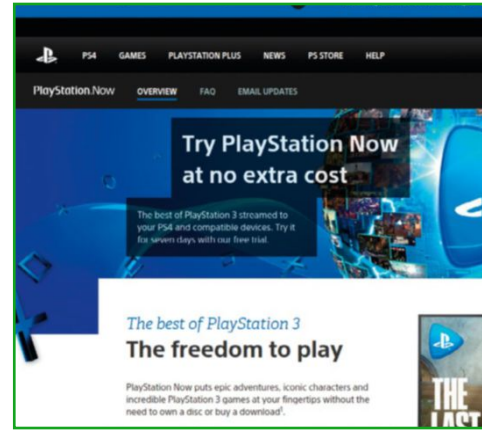 PS4 GAMES PLAYSTATION PLUS NEWS PS STORE HELP
PlayStation.Now OVERVIEW FAQ EMAIL UPDATES
Try PlayStation Now
at no extra cost
The best of PlayStation 3 streamed to
your PS4 and compatible devices. Try it
for seven days with our free trial.
The best of PlayStation 3
The freedom to play
PlayStation Now puts epic adventures, iconic characters and
incredible PlayStation 3 games at your fingertips without the
need to own a disc or buy a download¹.
THE
LAST